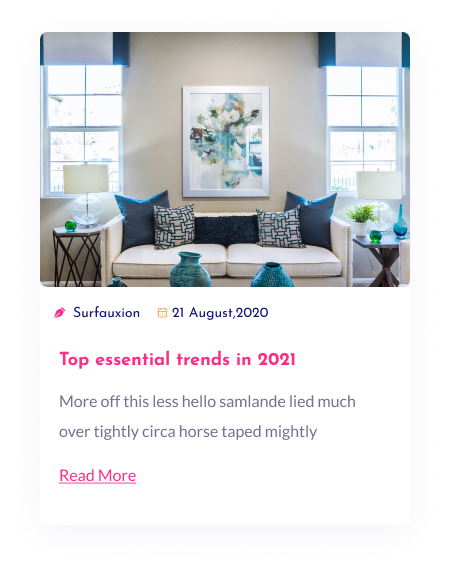 Surfauxion 21 August,2020
Top essential trends in 2021
More off this less hello samlande lied much
over tightly circa horse taped mightly
Read More